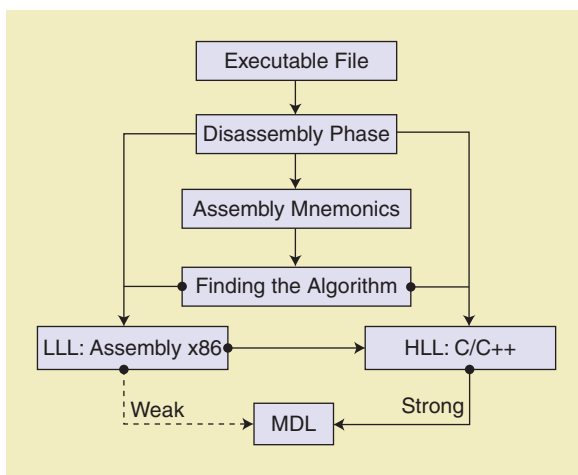 Executable File
Disassembly Phase
Assembly Mnemonics
Finding the Algorithm
LLL: Assembly x86
HLL: C/C++
Weak
Strong
MDL